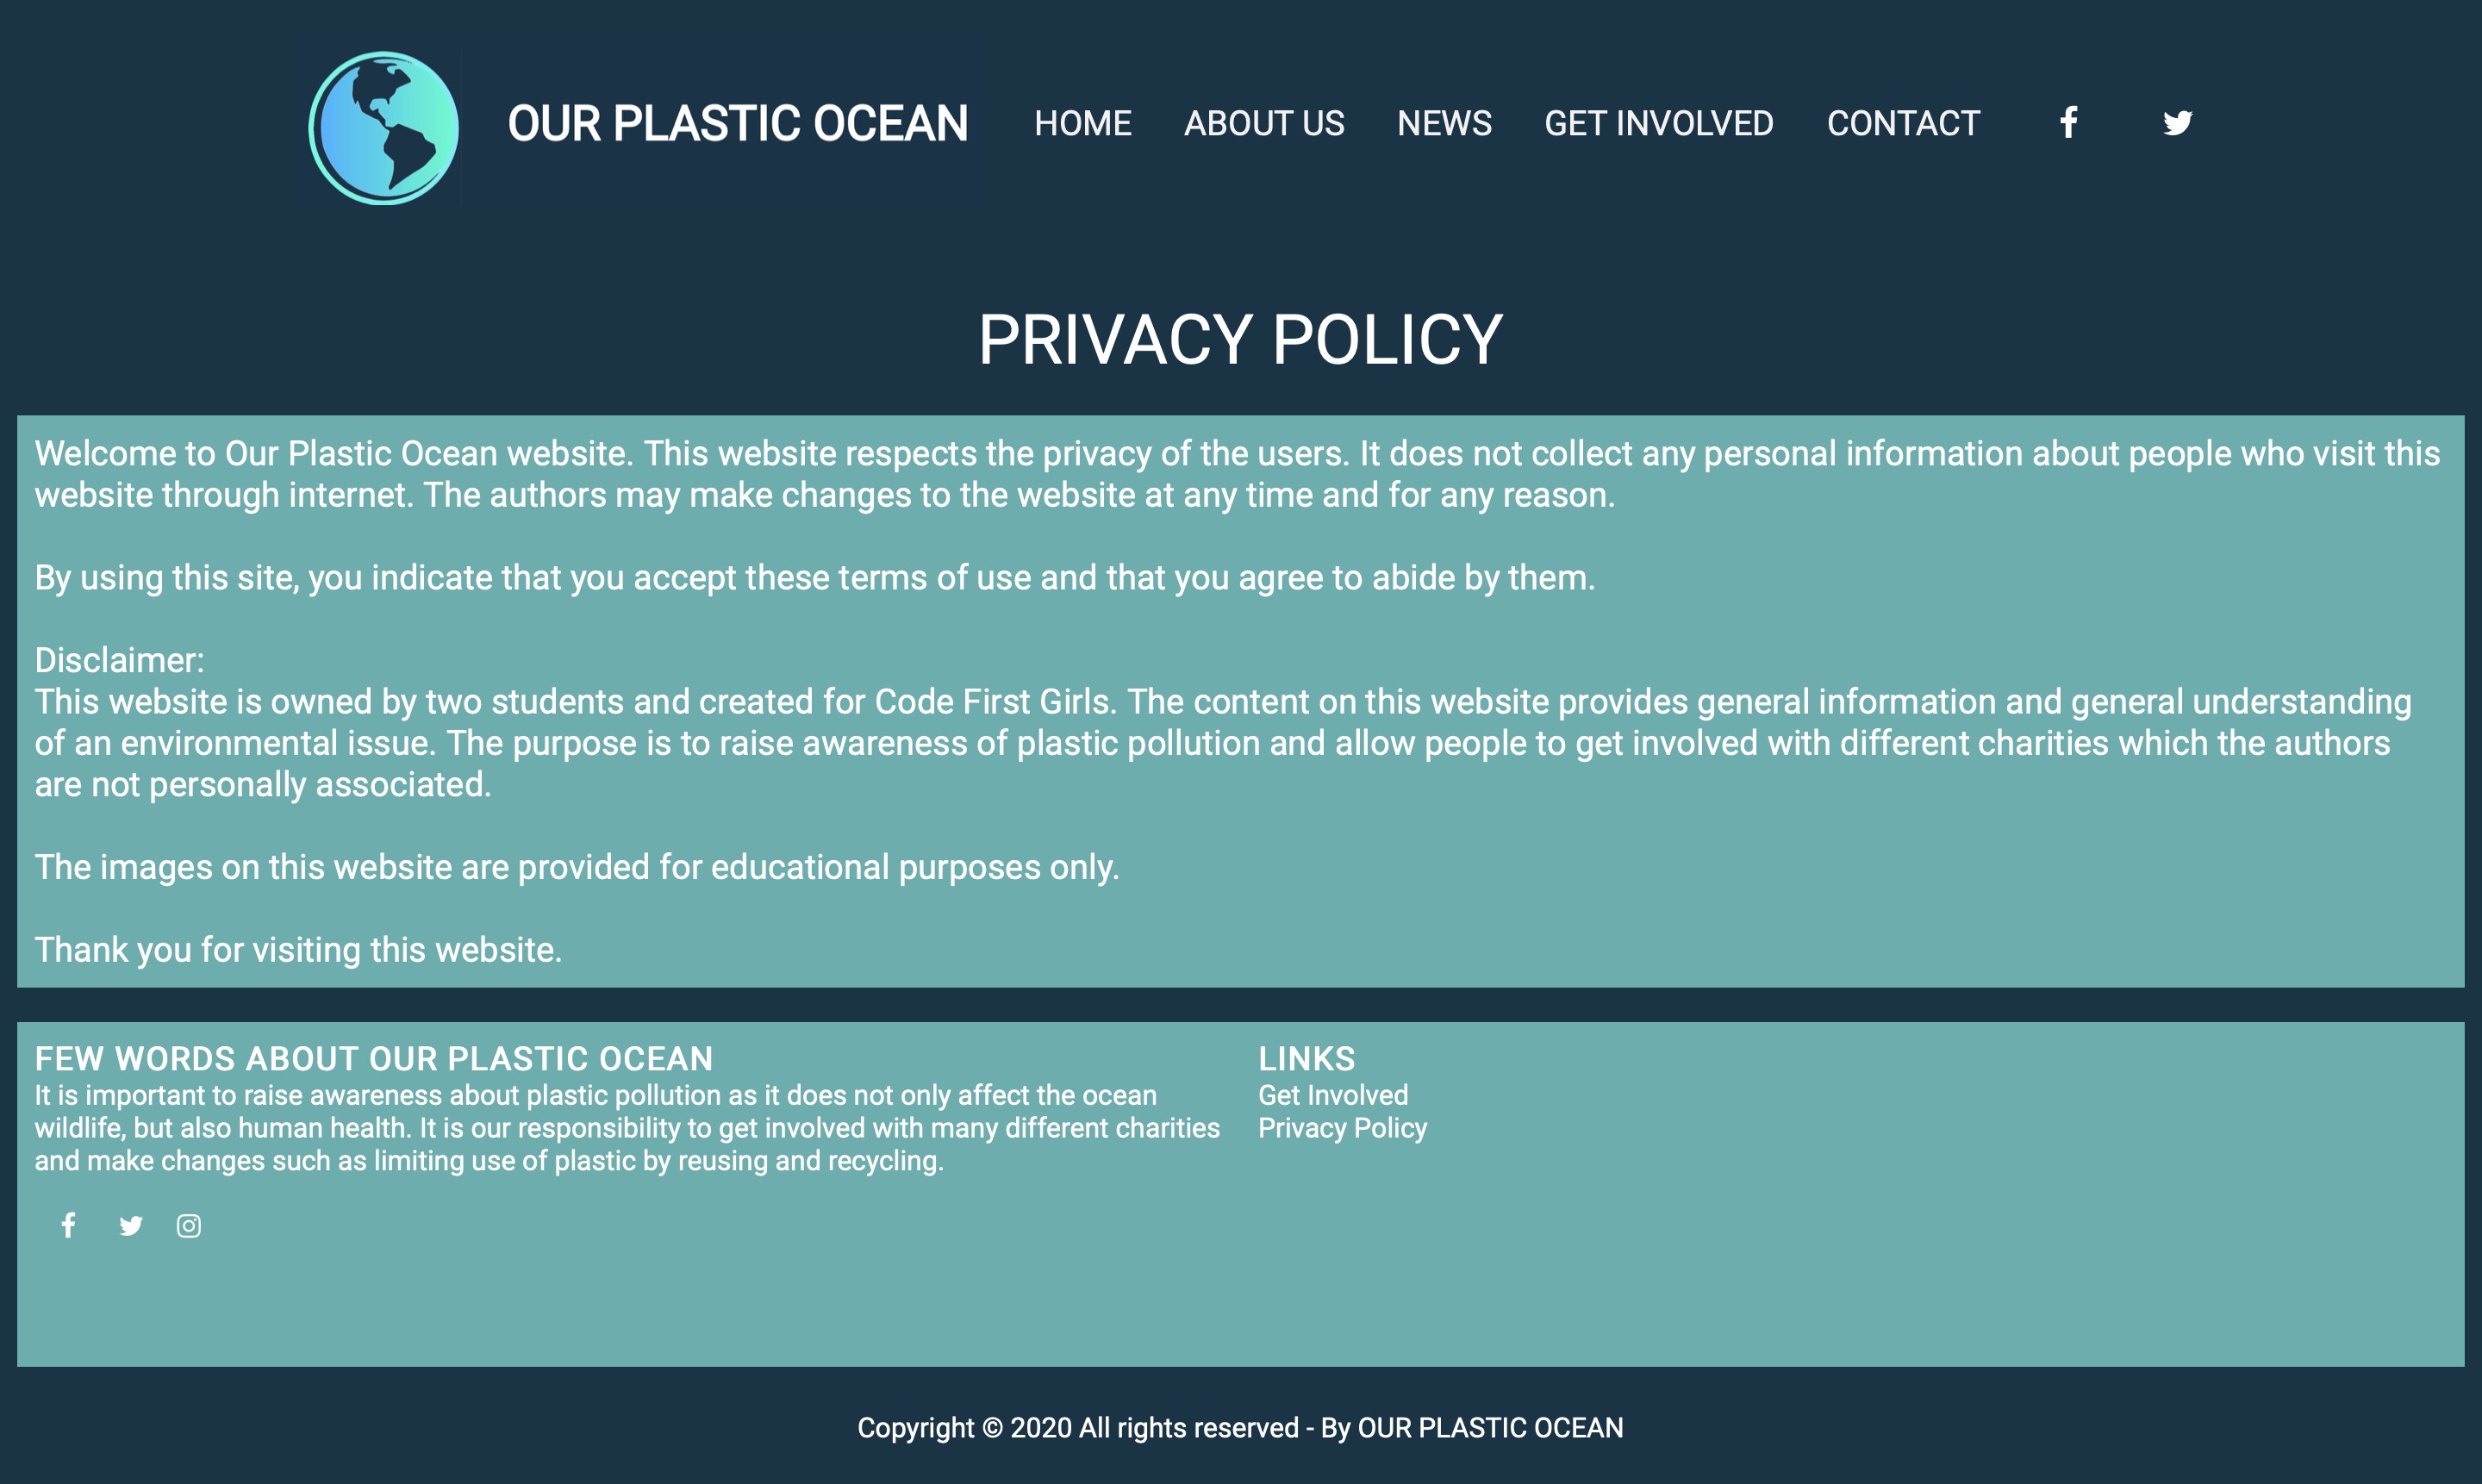 OUR PLASTIC OCEAN
HOME
ABOUT US
NEWS
GET INVOLVED
CONTACT
PRIVACY POLICY
Welcome to Our Plastic Ocean website. This website respects the privacy of the users. It does not collect any personal information about people who visit this
website through internet. The authors may make changes to the website at any time and for any reason.
By using this site, you indicate that you accept these terms of use and that you agree to abide by them.
Disclaimer:
This website is owned by two students and created for Code First Girls. The content on this website provides general information and general understanding
of an environmental issue. The purpose is to raise awareness of plastic pollution and allow people to get involved with different charities which the authors
are not personally associated.
The images on this website are provided for educational purposes only.
Thank you for visiting this website.
FEW WORDS ABOUT OUR PLASTIC OCEAN
It is important to raise awareness about plastic pollution as it does not only affect the ocean
wildlife, but also human health. It is our responsibility to get involved with many different charities
and make changes such as limiting use of plastic by reusing and recycling.
LINKS
Get Involved
Privacy Policy
Copyright © 2020 All rights reserved - By OUR PLASTIC OCEAN